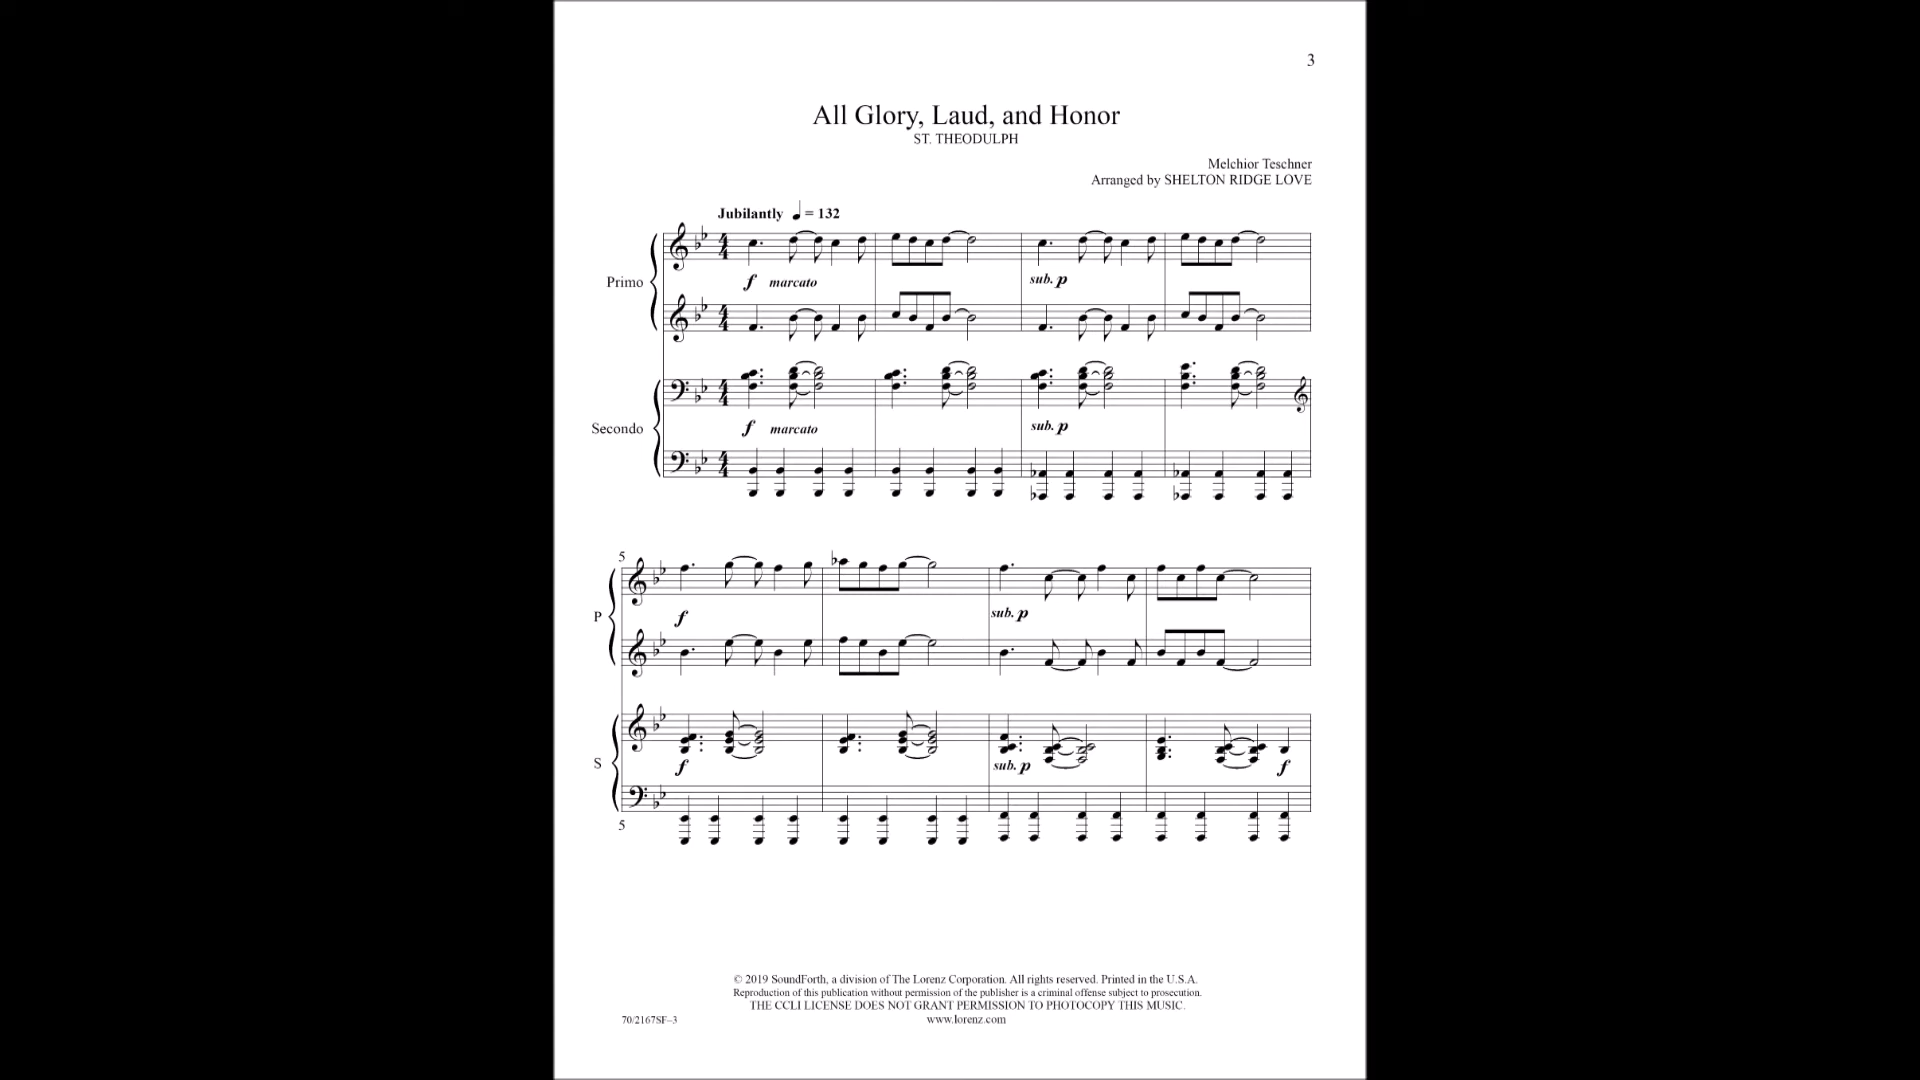 3
All Glory, Laud, and Honor
ST. THEODULPH
Melchior Teschner
Arranged by SHELTON RIDGE LOVE
Jubilantly ♩ = 132
Primo
f marcato
sub. p
Secondo
f marcato
sub. p
5
P
f
sub. p
S
f
sub. p
f
5
© 2019 SoundForth, a division of The Lorenz Corporation. All rights reserved. Printed in the U.S.A.
Reproduction of this publication without permission of the publisher is a criminal offense subject to prosecution.
THE CCLI LICENSE DOES NOT GRANT PERMISSION TO PHOTOCOPY THIS MUSIC.
70/2167SF–3
www.lorenz.com